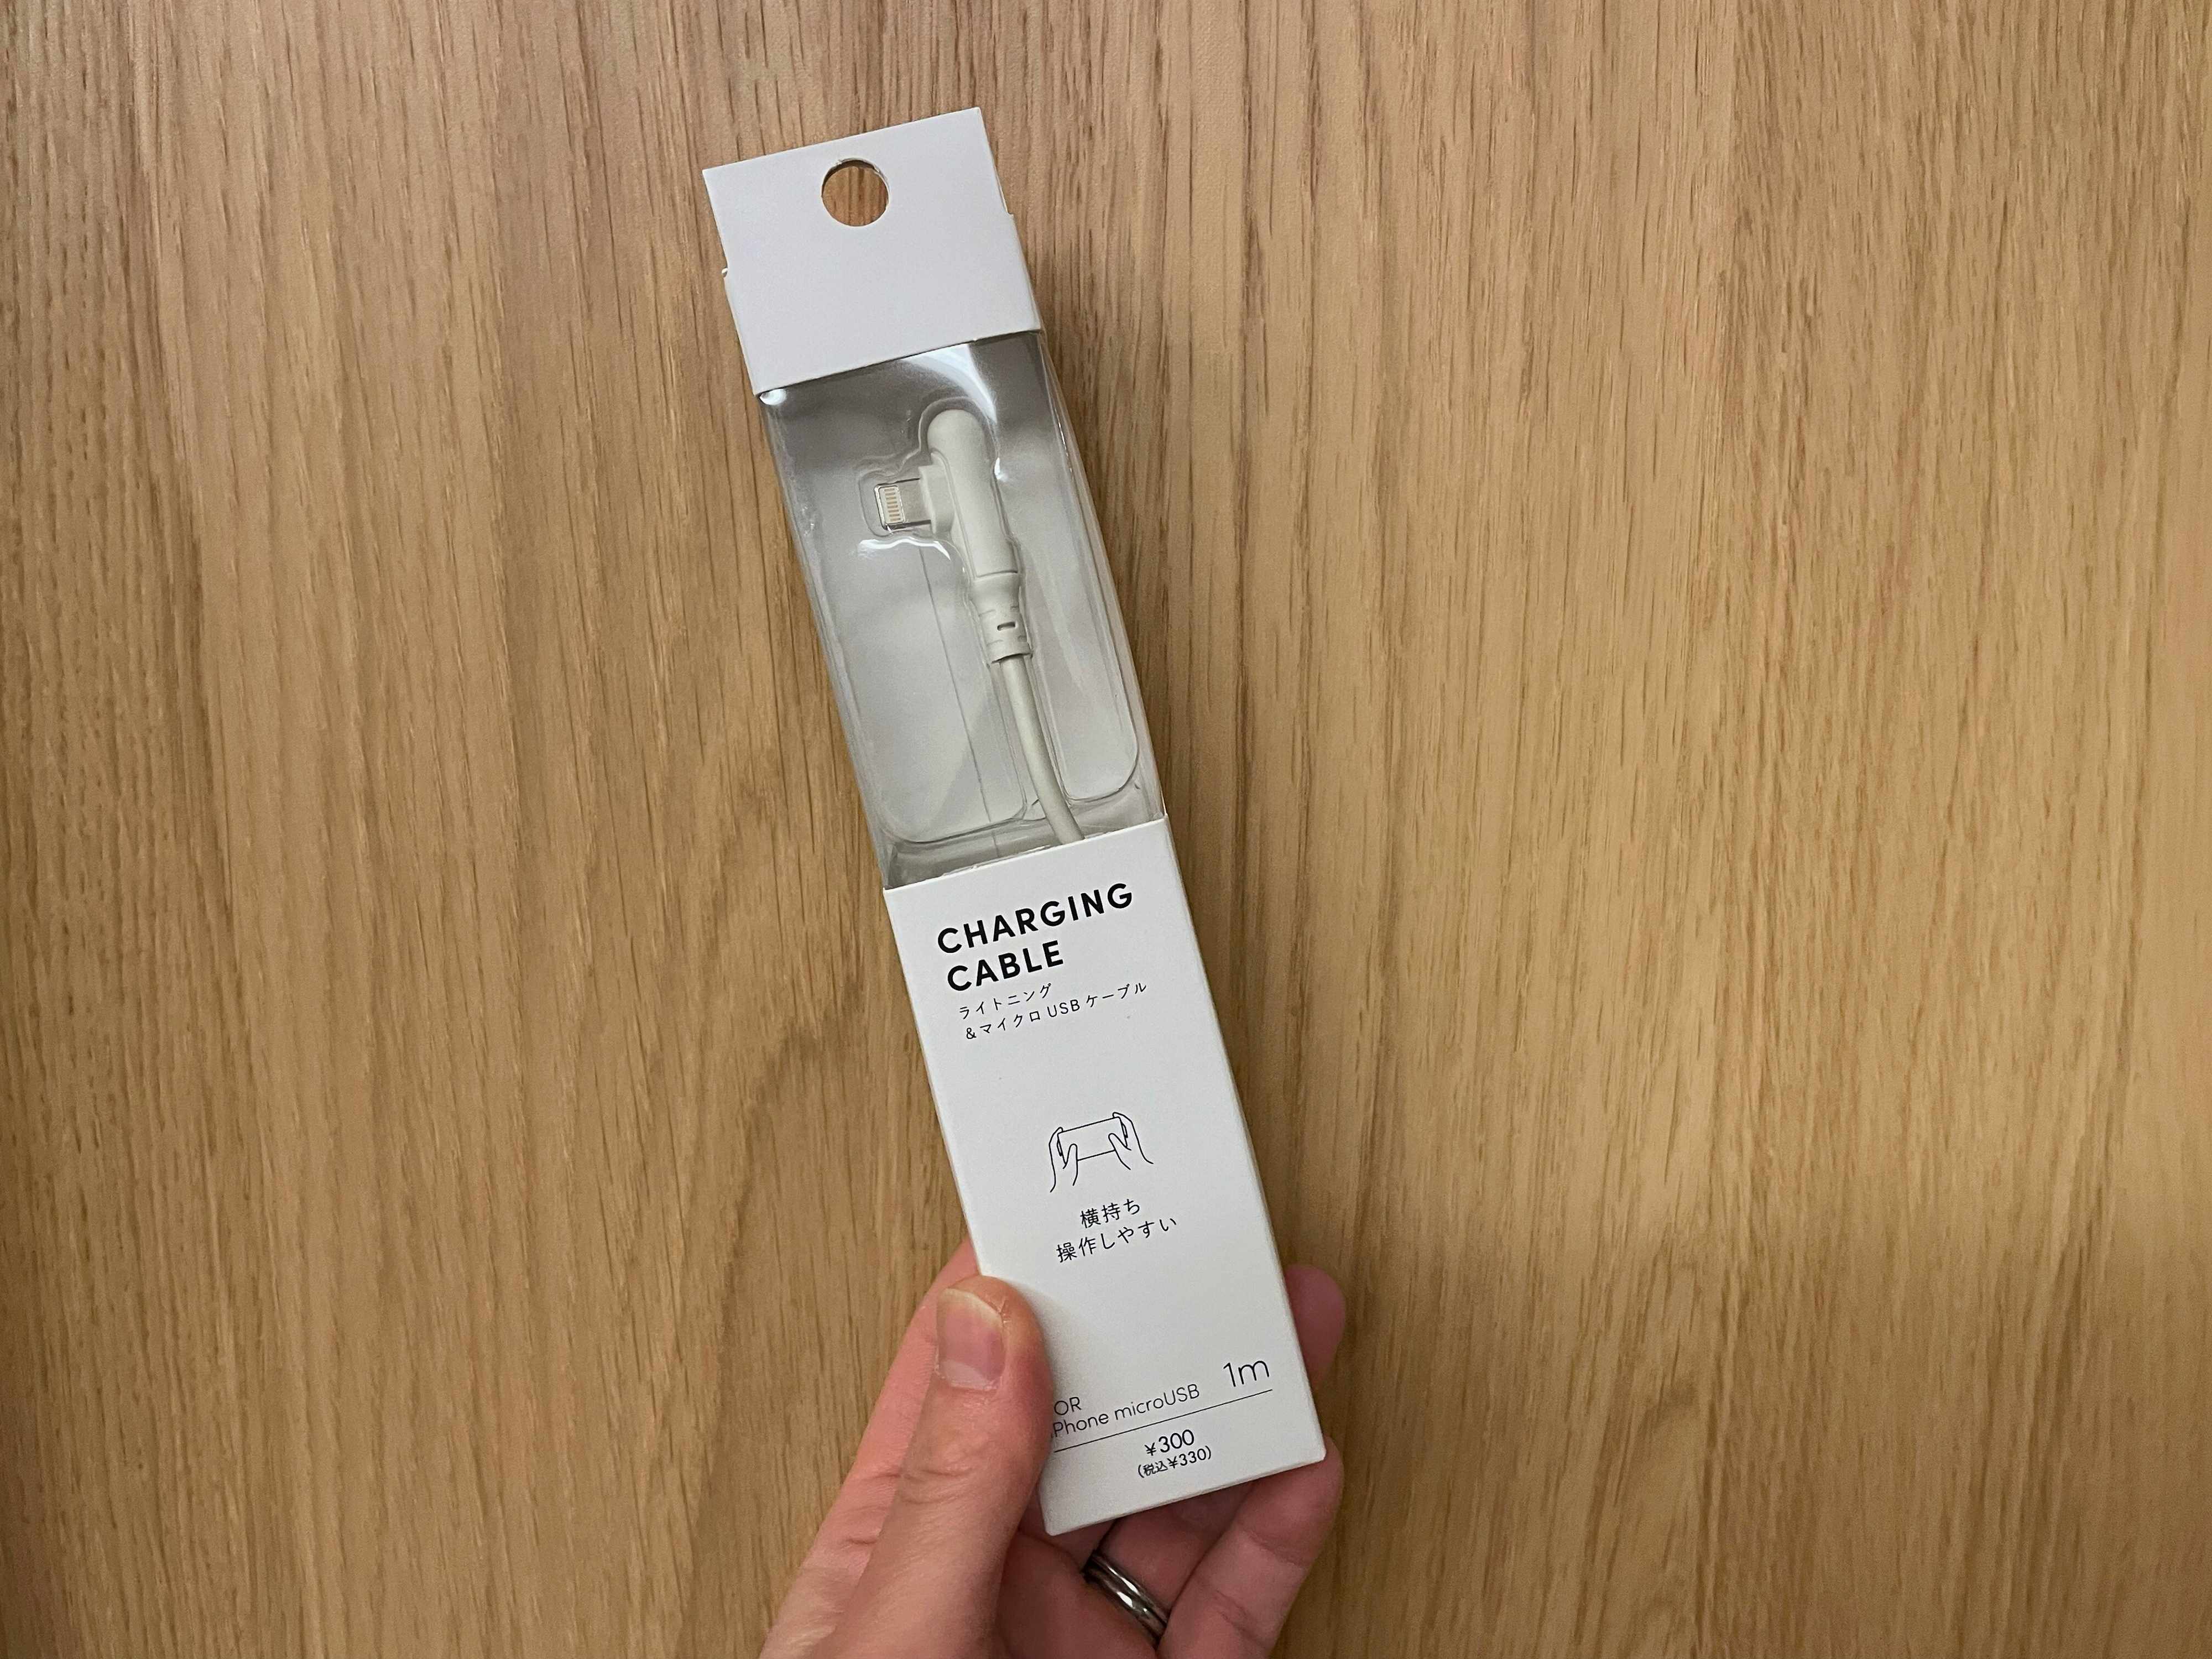 CHARGING
CABLE
ライトニング
&マイクロ USB ケーブル
横持ち
操作しやすい
OR
iPhone microUSB 1m
¥300
(税込¥330)